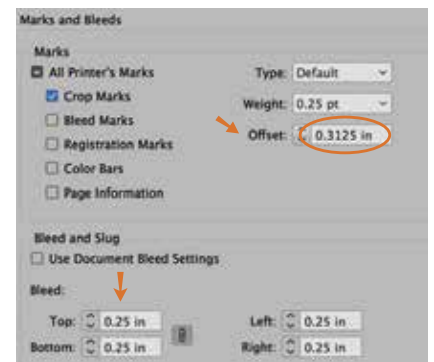 Marks and Bleeds
Marks
All Printer's Marks Type: Default
Crop Marks Weight: 0.25 pt
Bleed Marks Offset: 0.3125 in
Registration Marks
Color Bars
Page Information
Bleed and Slug
Use Document Bleed Settings
Bleed:
Top: 0.25 in Left: 0.25 in
Bottom: 0.25 in Right: 0.25 in